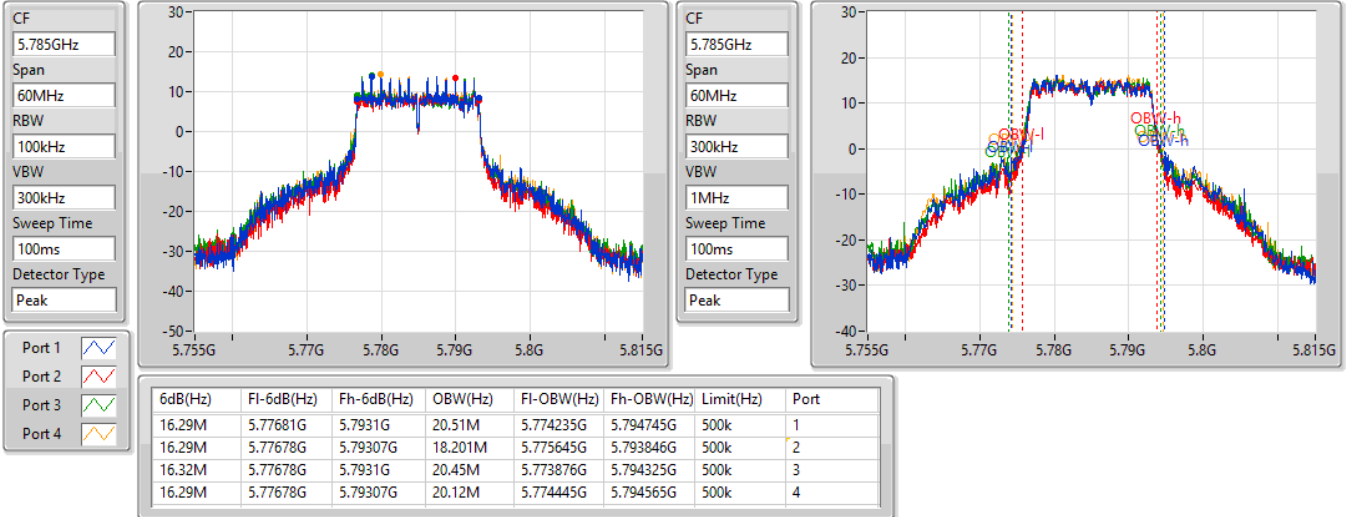 CF
5.785GHz
Span
60MHz
RBW
100kHz
VBW
300kHz
Sweep Time
100ms
Detector Type
Peak
30
20
10
0
-10
-20
-30
-40
-50
5.755G 5.77G 5.78G 5.79G 5.8G 5.815G
CF
5.785GHz
Span
60MHz
RBW
300kHz
VBW
1MHz
Sweep Time
100ms
Detector Type
Peak
30
20
10
0
-10
-20
-30
-40
OBW-l
OBW-h
OBW-h
OBW-h
5.755G 5.77G 5.78G 5.79G 5.8G 5.815G
Port 1
Port 2
Port 3
Port 4
6dB(Hz) Fl-6dB(Hz) Fh-6dB(Hz) OBW(Hz) Fl-OBW(Hz) Fh-OBW(Hz) Limit(Hz) Port
16.29M 5.77681G 5.7931G 20.51M 5.774235G 5.794745G 500k 1
16.29M 5.77678G 5.79307G 18.201M 5.775645G 5.793846G 500k 2
16.32M 5.77678G 5.7931G 20.45M 5.773876G 5.794325G 500k 3
16.29M 5.77678G 5.79307G 20.12M 5.774445G 5.794565G 500k 4